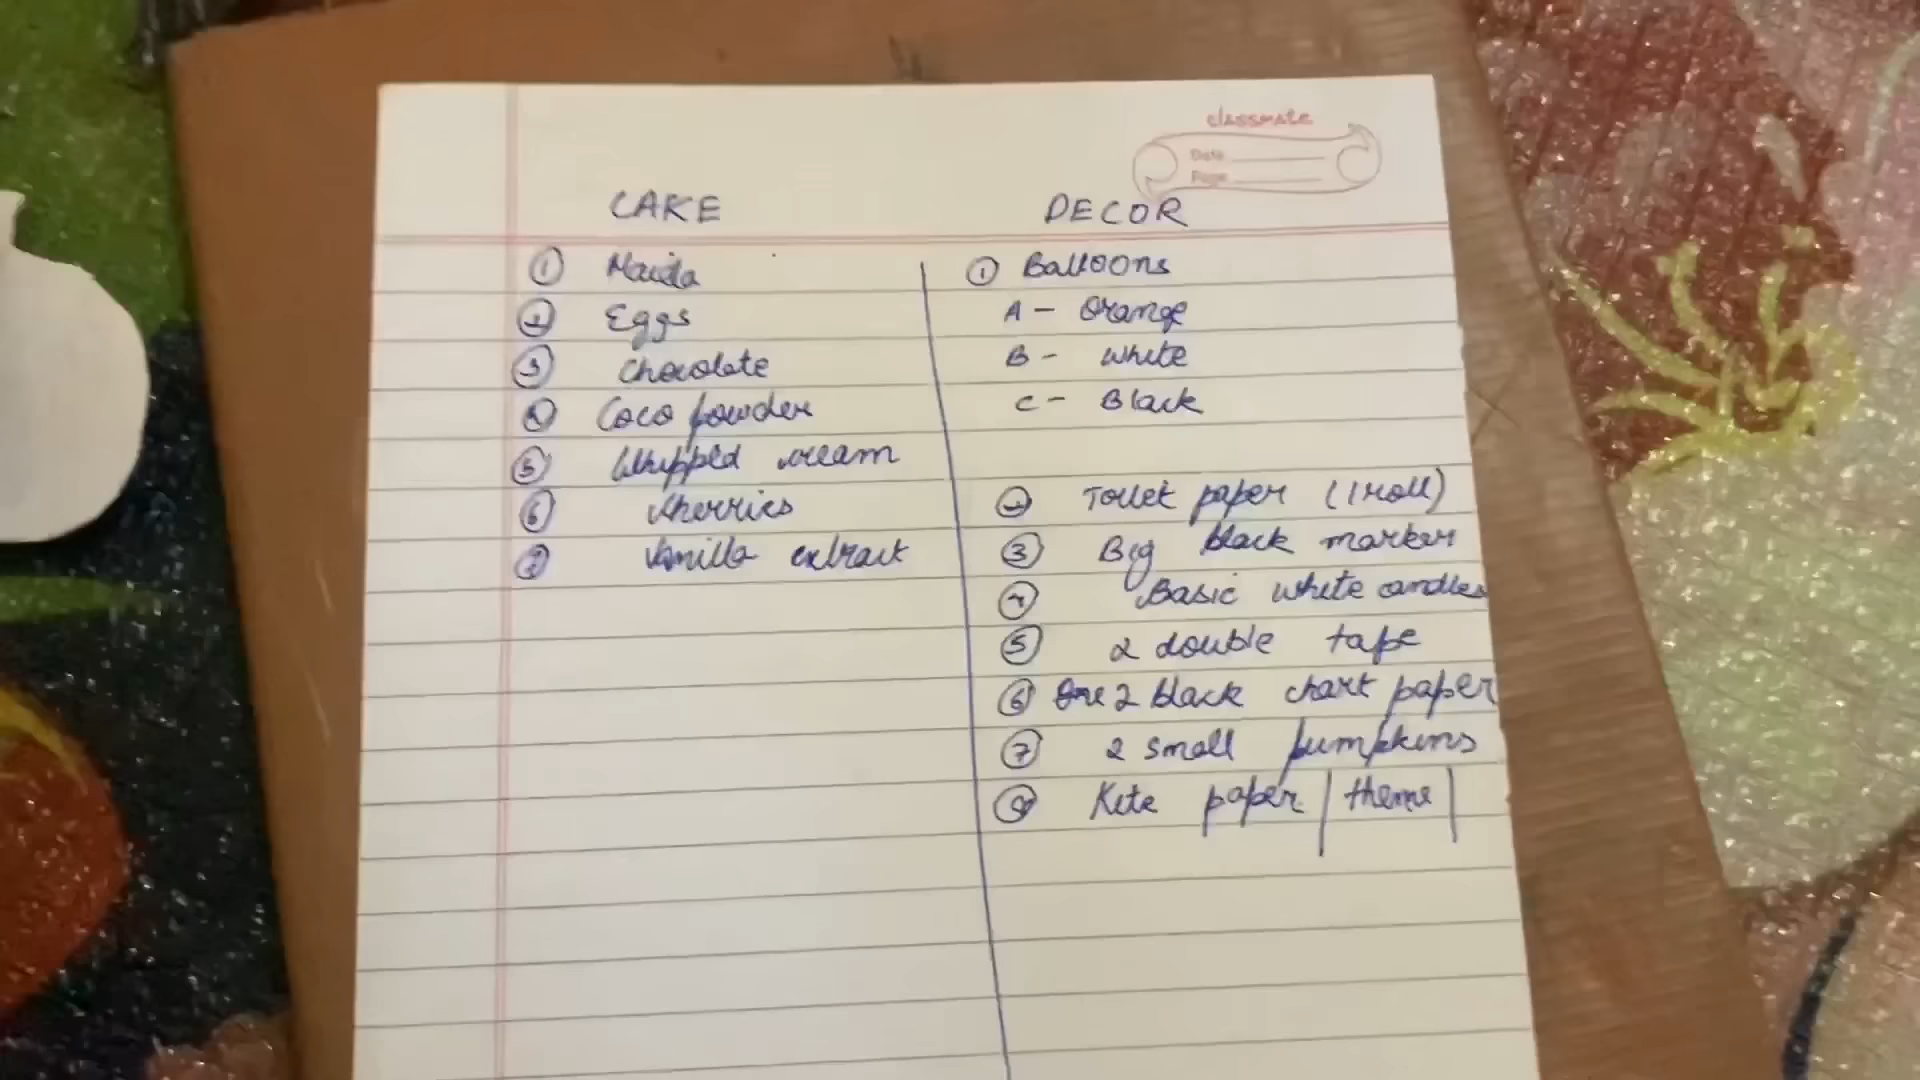 classmate
Date
Page
CAKE
① Maida
② Eggs
③ Chocolate
④ Coco powder
⑤ Whipped cream
⑥ Cherries
⑦ Vanilla extract
DECOR
① Balloons
A - Orange
B - White
C - Black
② Toilet paper (1 roll)
③ Big black marker
④ Basic white candles
⑤ 2 double tape
⑥ 2 black chart paper
⑦ 2 small pumpkins
⑧ Kite paper | theme |